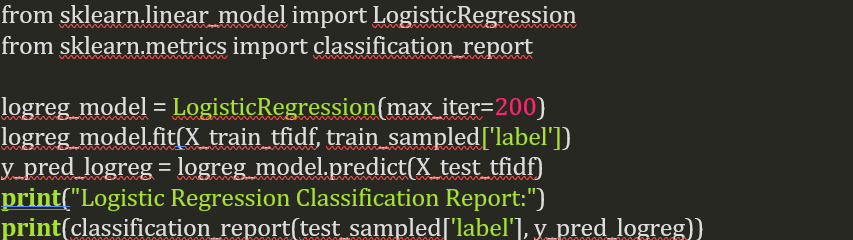 from sklearn.linear_model import LogisticRegression
from sklearn.metrics import classification_report
logreg_model = LogisticRegression(max_iter=200)
logreg_model.fit(X_train_tfidf, train_sampled['label'])
y_pred_logreg = logreg_model.predict(X_test_tfidf)
print("Logistic Regression Classification Report:")
print(classification_report(test_sampled['label'], y_pred_logreg))